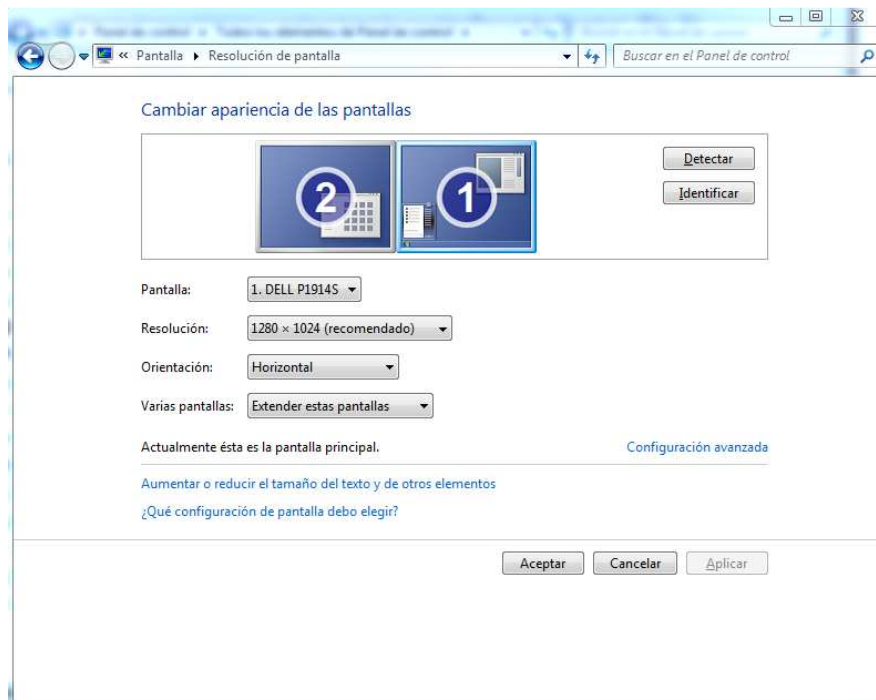 « Pantalla ▸ Resolución de pantalla
Buscar en el Panel de control
Cambiar apariencia de las pantallas
2
1
Detectar
Identificar
Pantalla: 1. DELL P1914S
Resolución: 1280 × 1024 (recomendado)
Orientación: Horizontal
Varias pantallas: Extender estas pantallas
Actualmente ésta es la pantalla principal. Configuración avanzada
Aumentar o reducir el tamaño del texto y de otros elementos
¿Qué configuración de pantalla debo elegir?
Aceptar Cancelar Aplicar